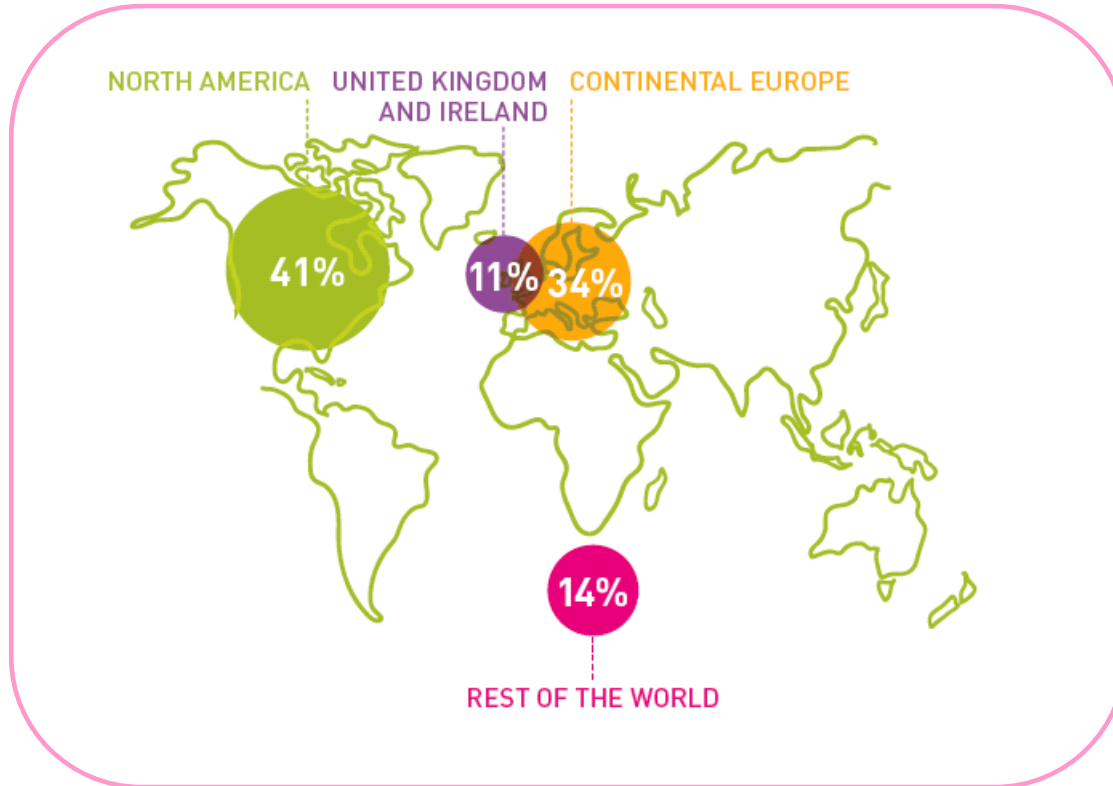 NORTH AMERICA
UNITED KINGDOM
AND IRELAND
CONTINENTAL EUROPE
41%
11%
34%
14%
REST OF THE WORLD